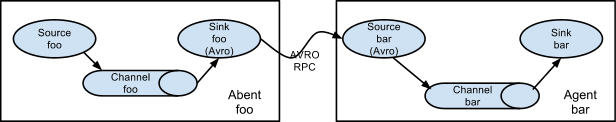 Source
foo
Sink
foo
(Avro)
Channel
foo
Abent
foo
AVRO
RPC
Source
bar
(Avro)
Sink
bar
Channel
bar
Agent
bar